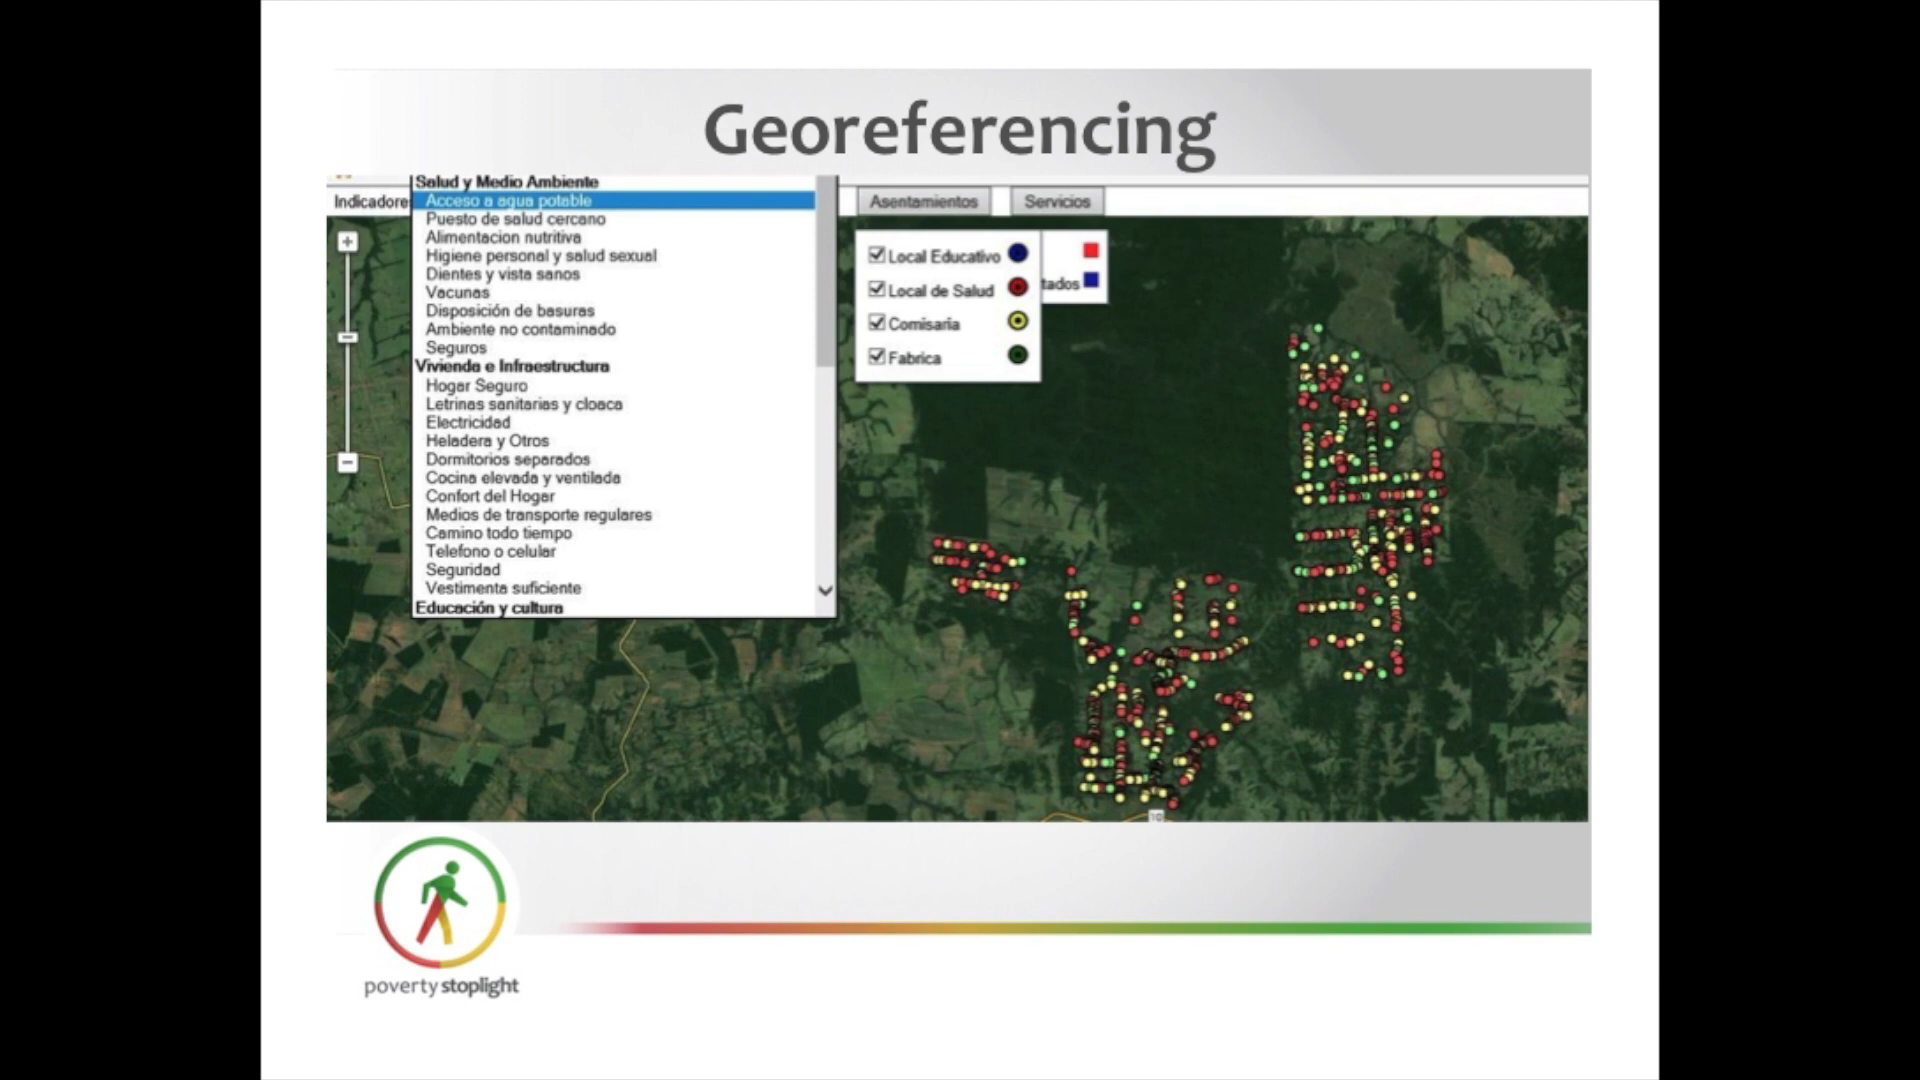 Georeferencing
Salud y Medio Ambiente
Indicadore
Acceso a agua potable
Asentamientos
Servicios
Puesto de salud cercano
Alimentacion nutritiva
Higiene personal y salud sexual
Dientes y vista sanos
Vacunas
Disposición de basuras
Ambiente no contaminado
Seguros
Vivienda e Infraestructura
Hogar Seguro
Letrinas sanitarias y cloaca
Electricidad
Heladera y Otros
Dormitorios separados
Cocina elevada y ventilada
Confort del Hogar
Medios de transporte regulares
Camino todo tiempo
Telefono o celular
Seguridad
Vestimenta suficiente
Educación y cultura
Local Educativo
Local de Salud
Comisaria
Fabrica
tados
10
poverty stoplight